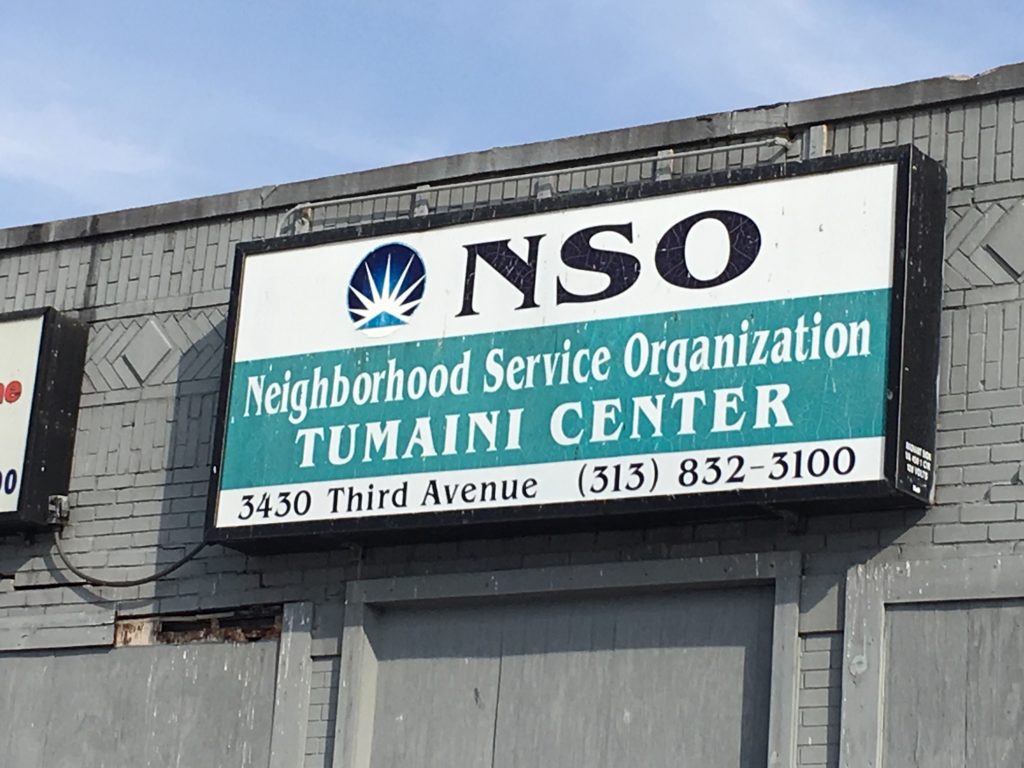 NSO
Neighborhood Service Organization
TUMAINI CENTER
3430 Third Avenue (313) 832-3100